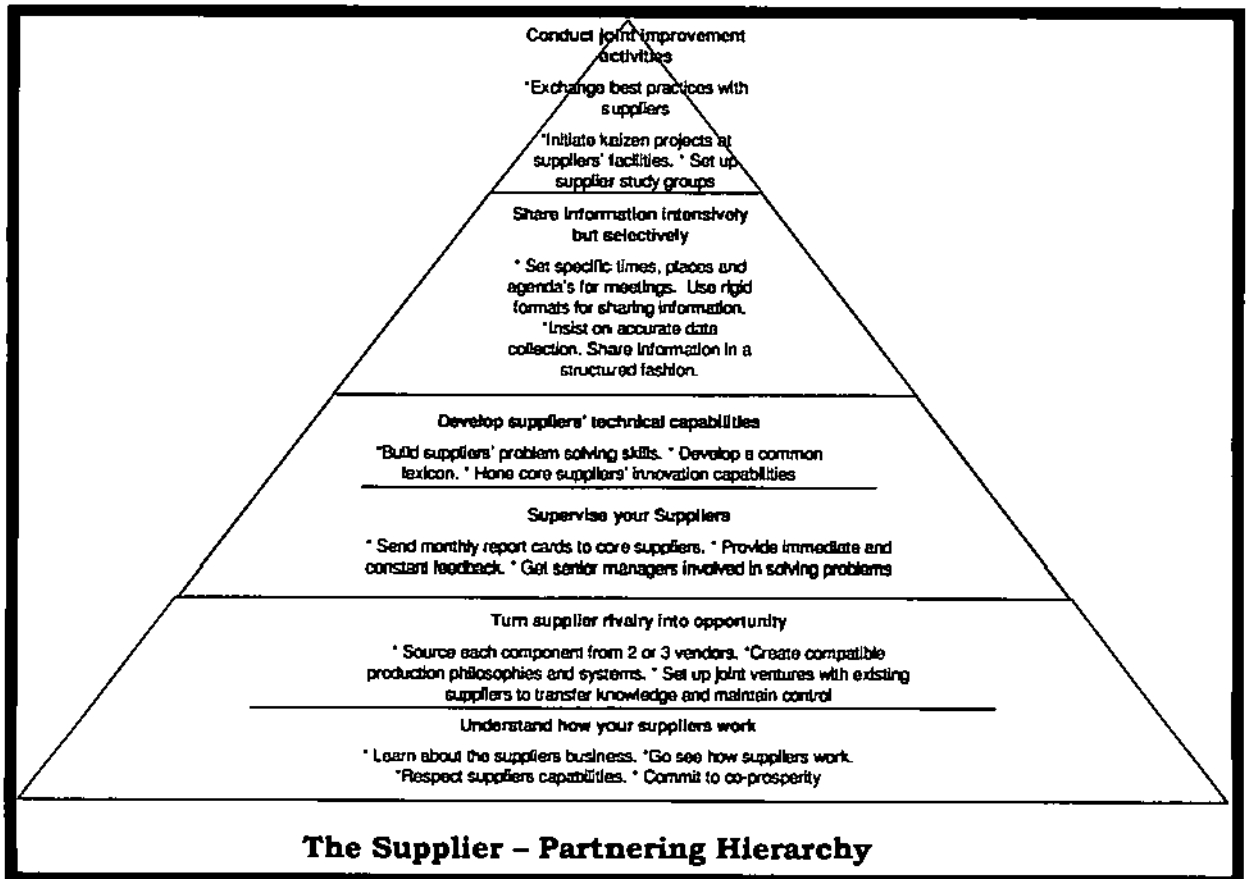 Conduct joint improvement
activities
*Exchange best practices with
suppliers
*Initiate kaizen projects at
suppliers' facilities. * Set up
supplier study groups
Share information intensively
but selectively
* Set specific times, places and
agenda's for meetings. Use rigid
formats for sharing information.
*Insist on accurate data
collection. Share information in a
structured fashion.
Develop suppliers' technical capabilities
*Build suppliers' problem solving skills. * Develop a common
lexicon. * Hone core suppliers' innovation capabilities
Supervise your Suppliers
* Send monthly report cards to core suppliers. * Provide immediate and
constant feedback. * Get senior managers involved in solving problems
Turn supplier rivalry into opportunity
* Source each component from 2 or 3 vendors. *Create compatible
production philosophies and systems. * Set up joint ventures with existing
suppliers to transfer knowledge and maintain control
Understand how your suppliers work
* Learn about the suppliers business. *Go see how suppliers work.
*Respect suppliers capabilities. * Commit to co-prosperity
The Supplier – Partnering Hierarchy